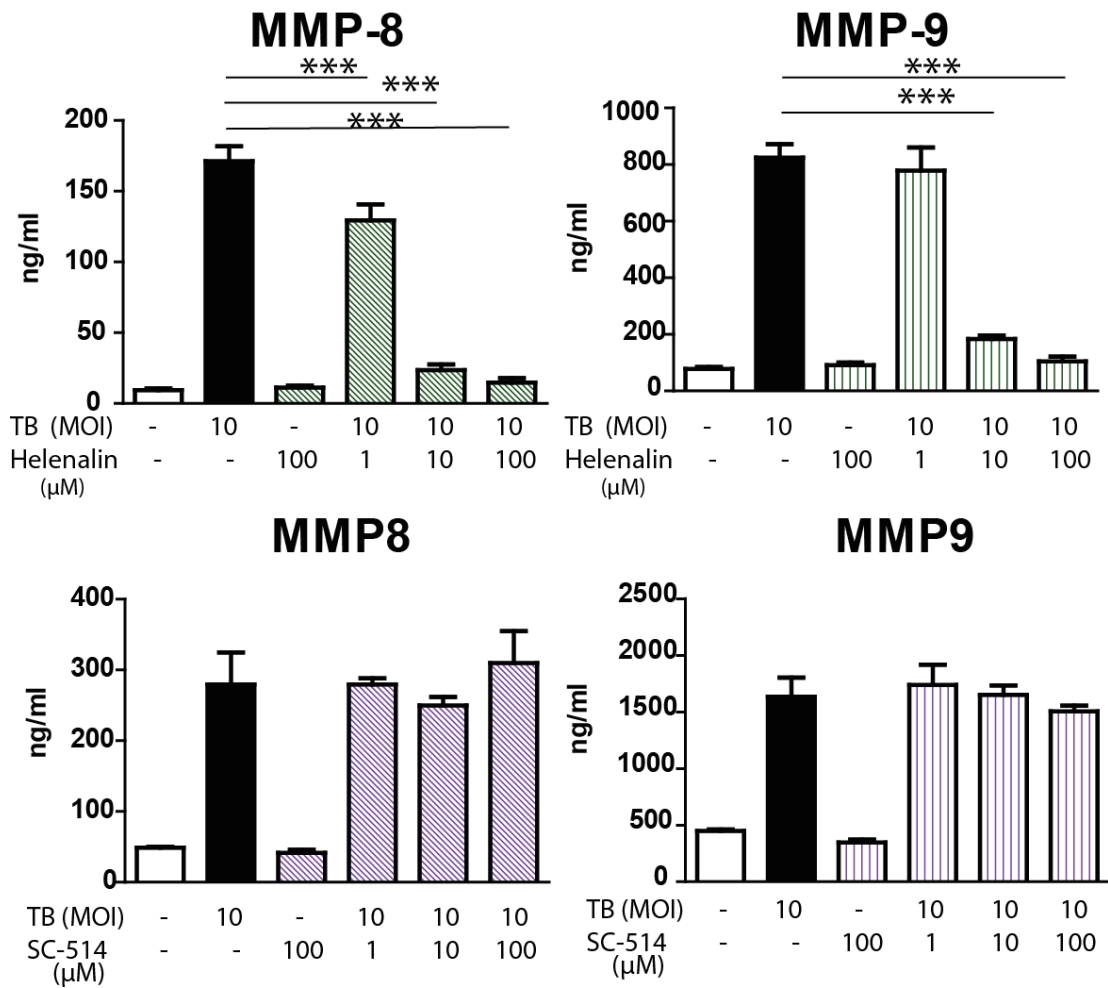 MMP-8
***
***
***
200
150
100
50
0
ng/ml
TB (MOI) - 10 - 10 10 10
Helenalin - - 100 1 10 100
(µM)
MMP-9
***
***
1000
800
600
400
200
0
ng/ml
TB (MOI) - 10 - 10 10 10
Helenalin - - 100 1 10 100
(µM)
MMP8
400
300
200
100
0
ng/ml
TB (MOI) - 10 - 10 10 10
SC-514 - - 100 1 10 100
(µM)
MMP9
2500
2000
1500
1000
500
0
ng/ml
TB (MOI) - 10 - 10 10 10
SC-514 - - 100 1 10 100
(µM)